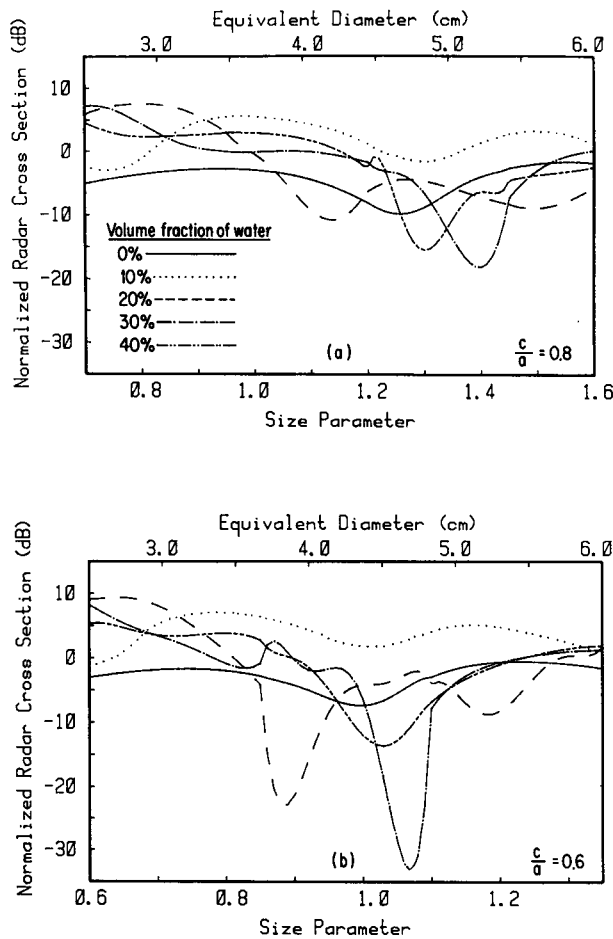 Equivalent Diameter (cm)
3.0 4.0 5.0 6.0
Normalized Radar Cross Section (dB)
10
0
-10
-20
-30
Volume fraction of water
0%
10%
20%
30%
40%
(a)
c/a = 0.8
0.8 1.0 1.2 1.4 1.6
Size Parameter
Equivalent Diameter (cm)
3.0 4.0 5.0 6.0
Normalized Radar Cross Section (dB)
10
0
-10
-20
-30
(b)
c/a = 0.6
0.6 0.8 1.0 1.2
Size Parameter